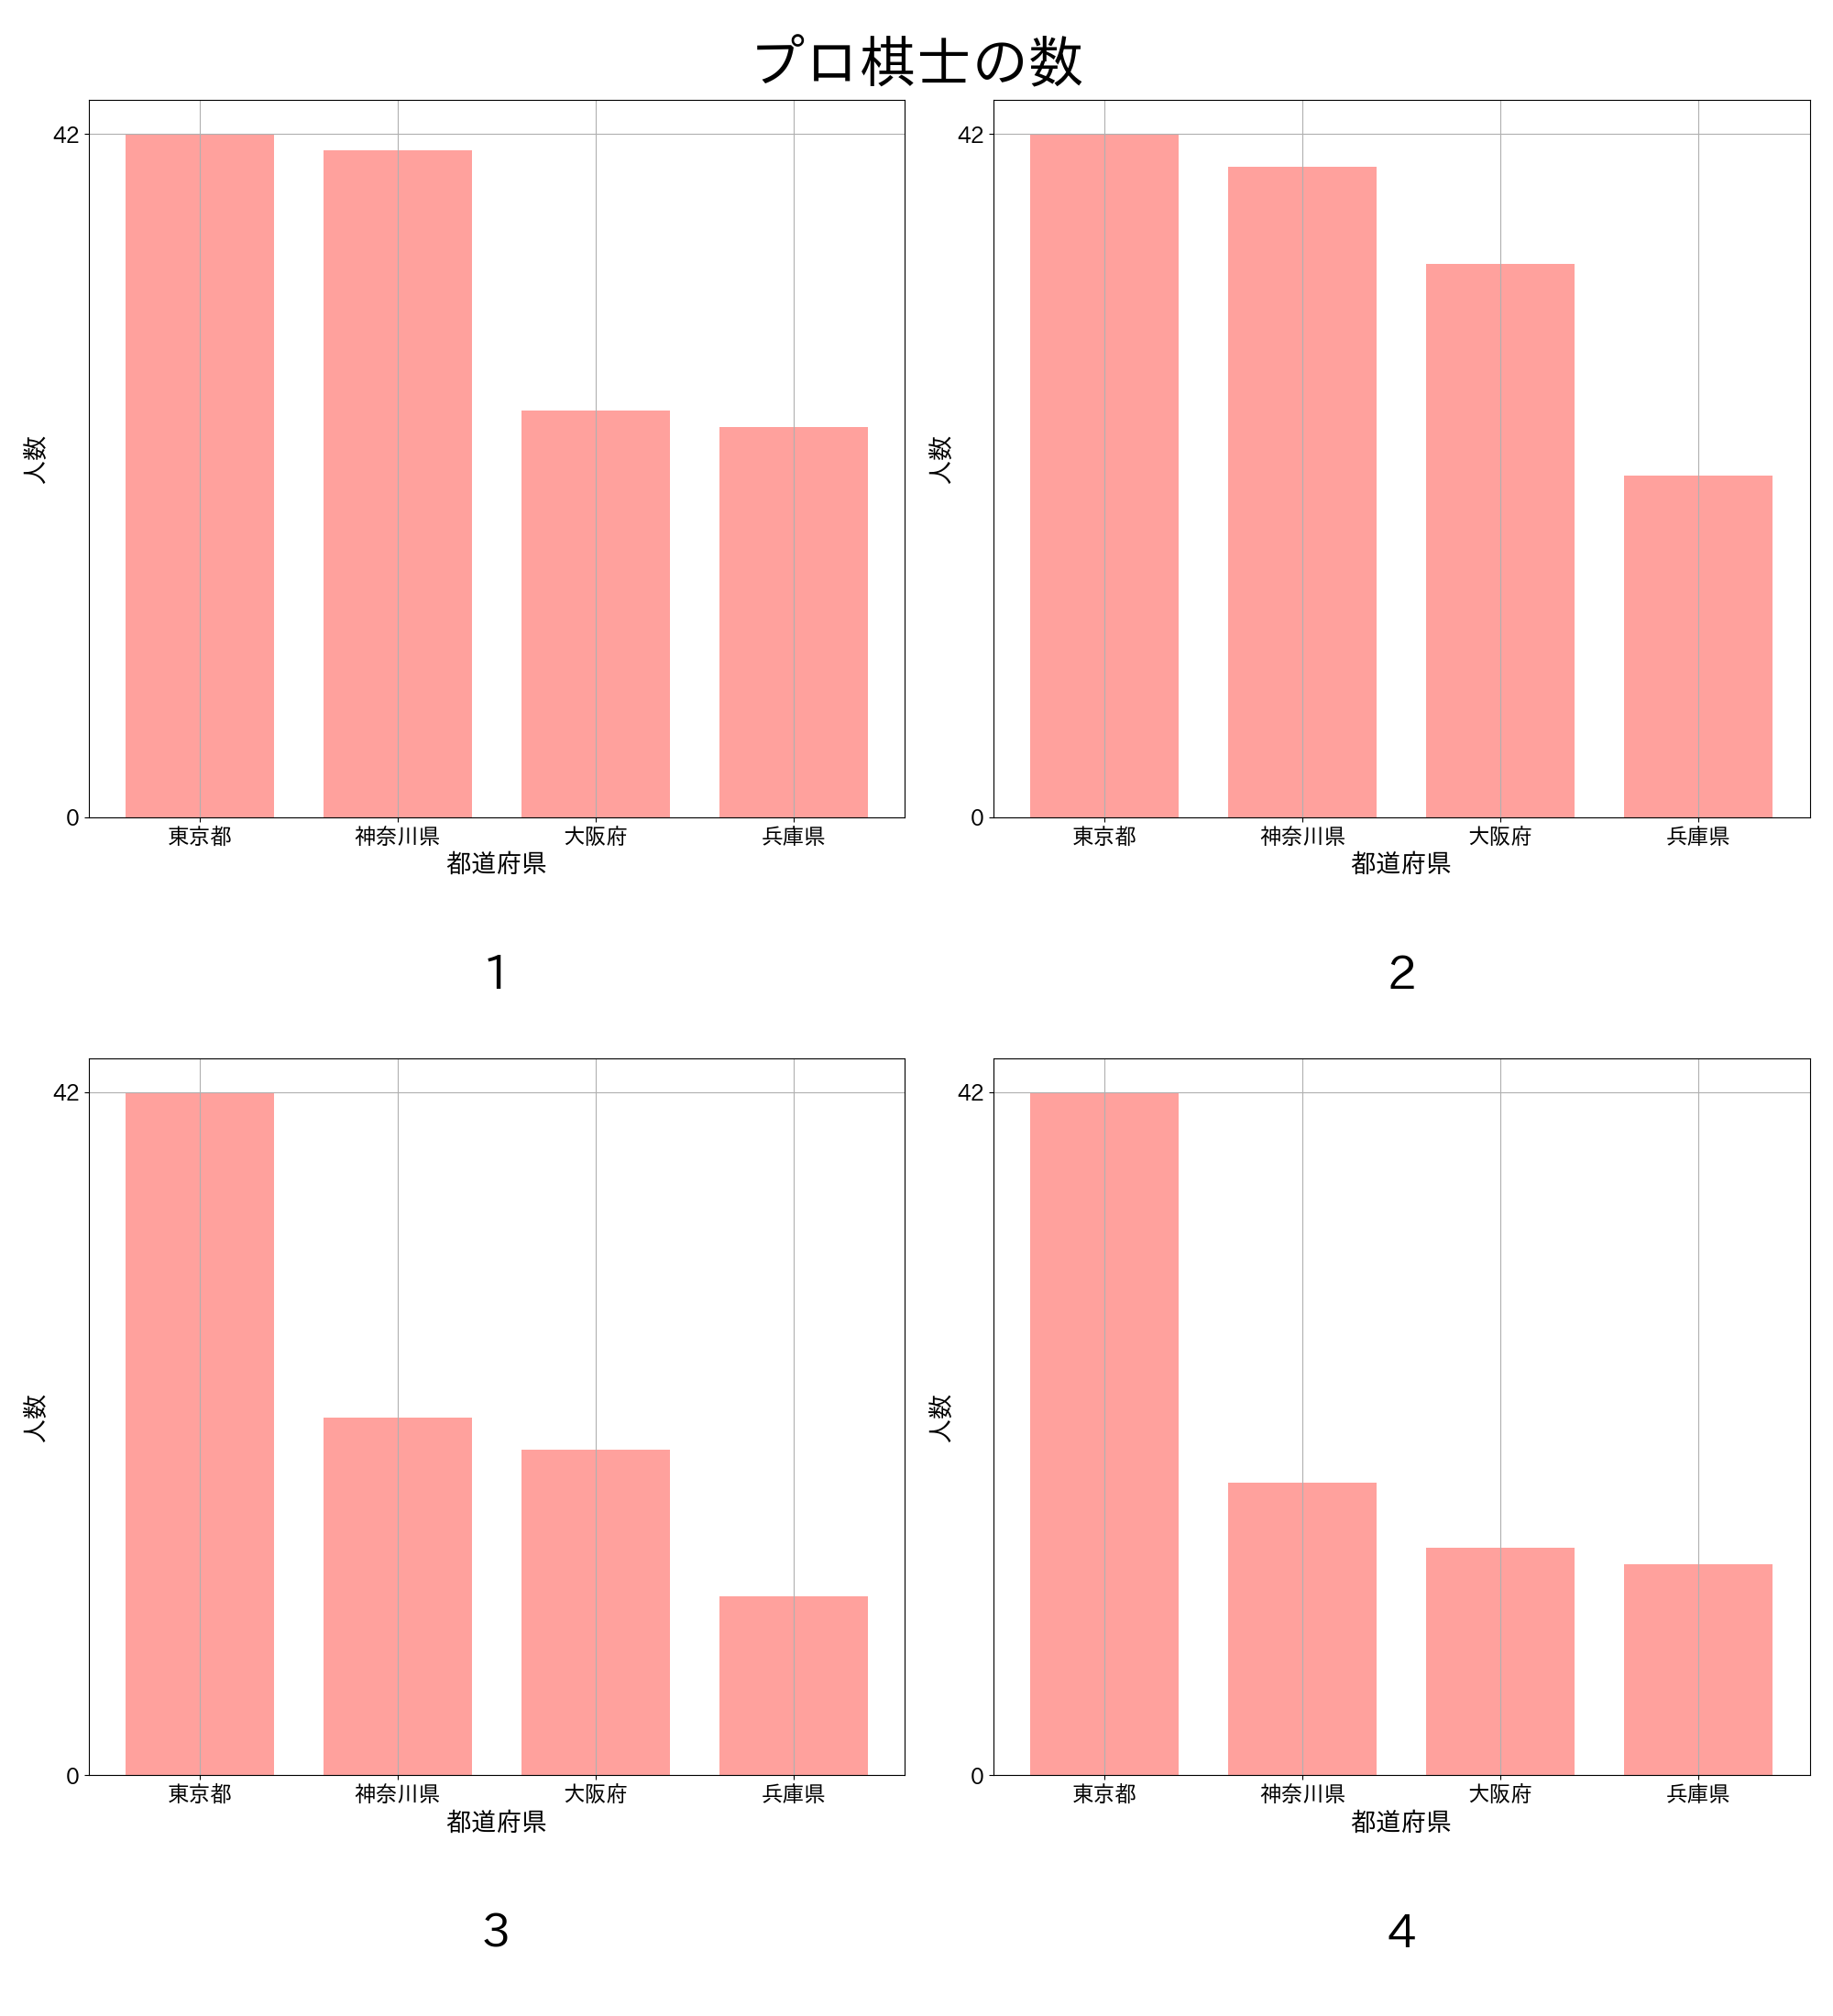 プロ棋士の数
42
0
人数
東京都 神奈川県 大阪府 兵庫県
都道府県
1
42
0
人数
東京都 神奈川県 大阪府 兵庫県
都道府県
2
42
0
人数
東京都 神奈川県 大阪府 兵庫県
都道府県
3
42
0
人数
東京都 神奈川県 大阪府 兵庫県
都道府県
4